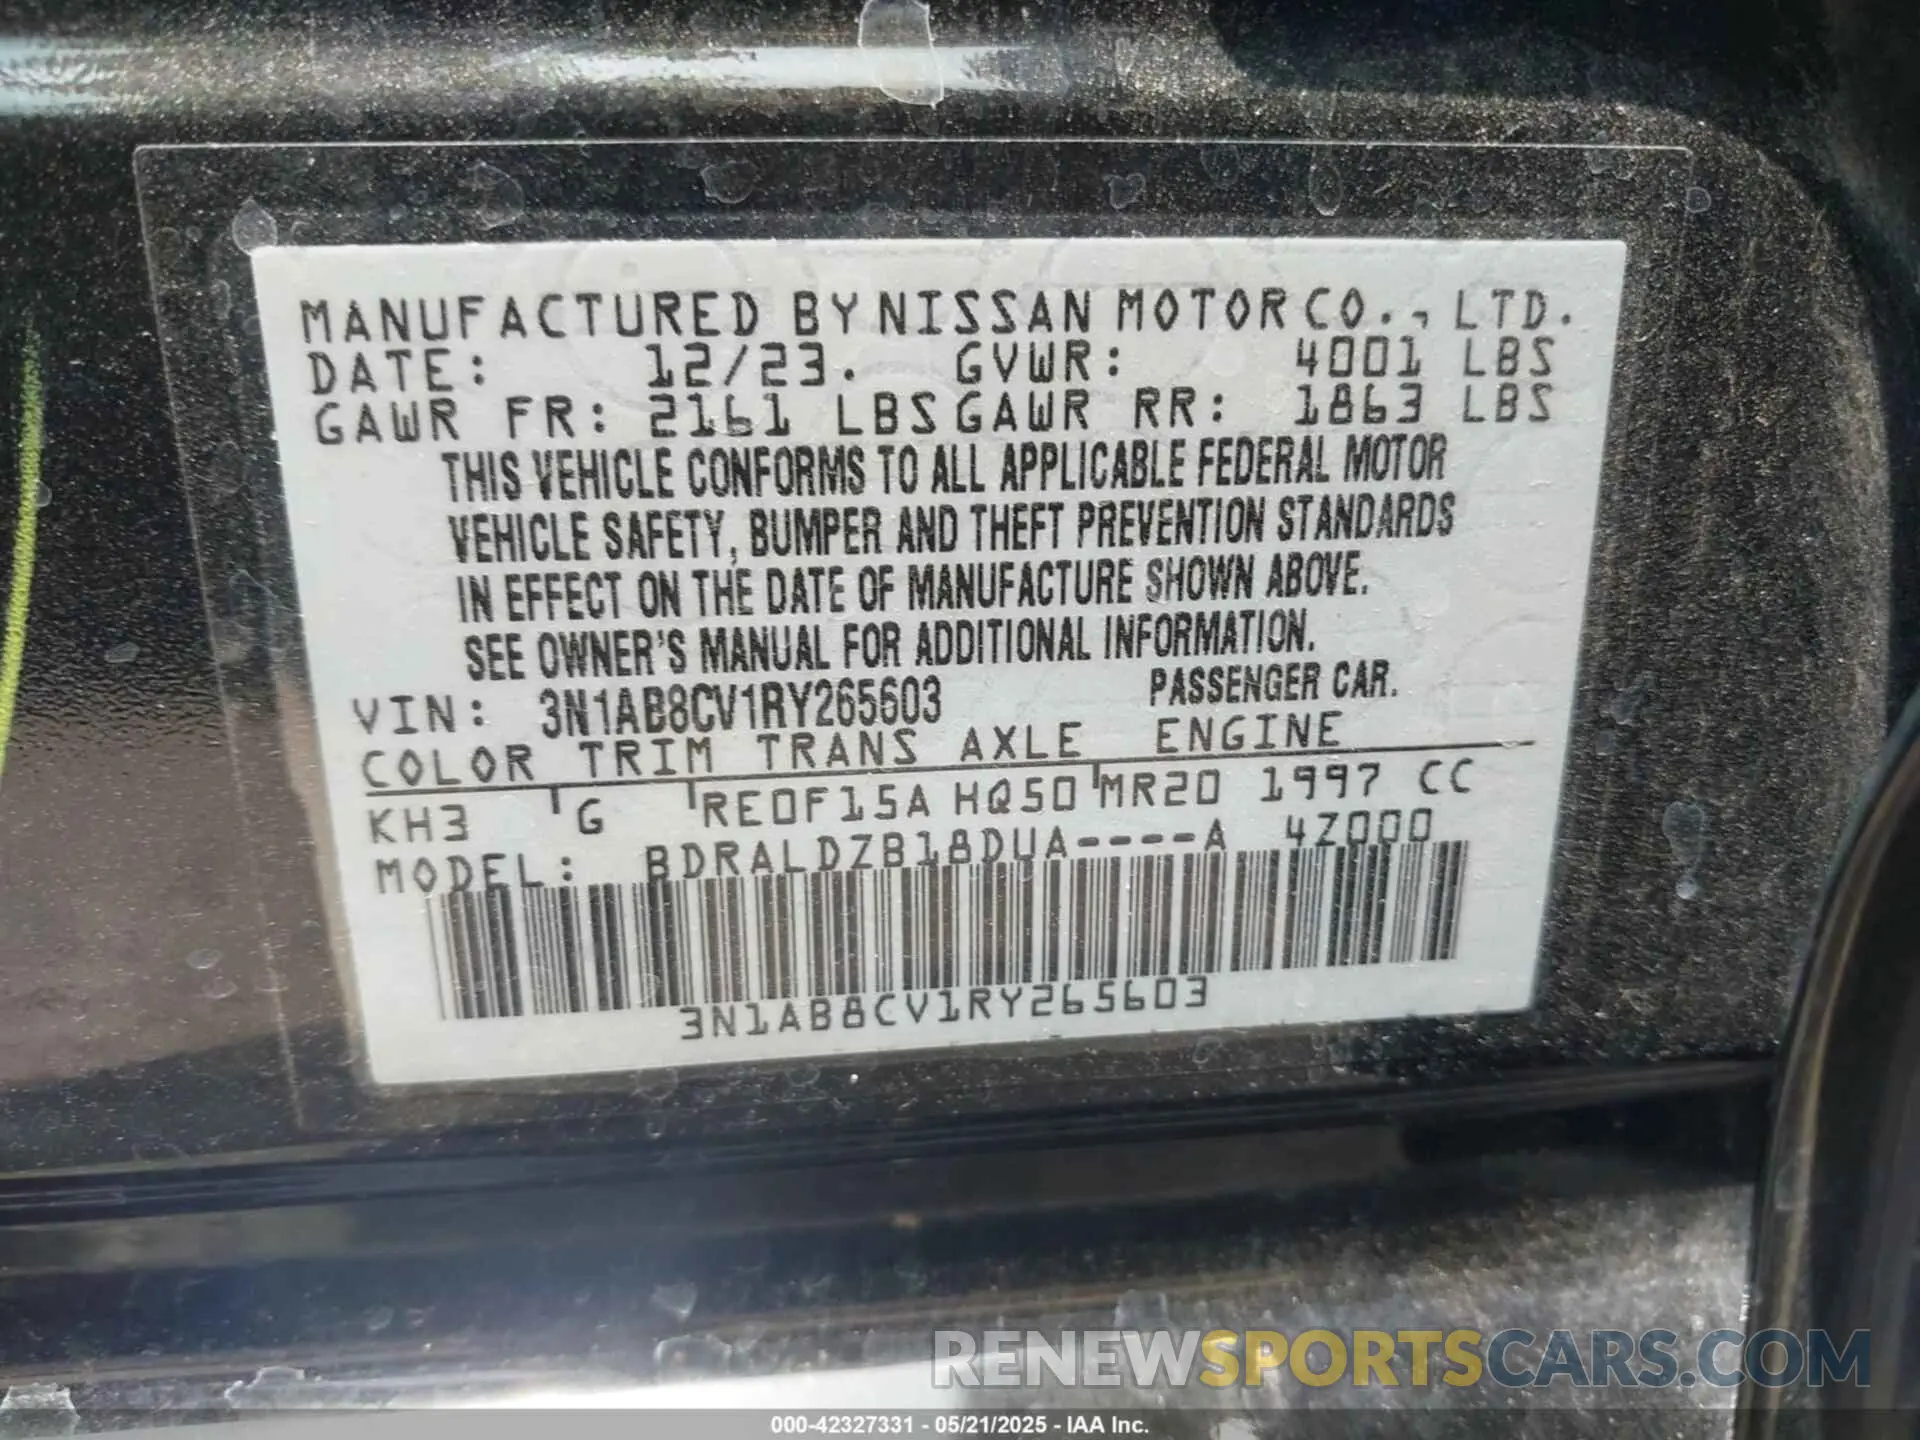 MANUFACTURED BY NISSAN MOTOR CO., LTD.
DATE: 12/23. GVWR: 4001 LBS
GAWR FR: 2161 LBS GAWR RR: 1863 LBS
THIS VEHICLE CONFORMS TO ALL APPLICABLE FEDERAL MOTOR
VEHICLE SAFETY, BUMPER AND THEFT PREVENTION STANDARDS
IN EFFECT ON THE DATE OF MANUFACTURE SHOWN ABOVE.
SEE OWNER'S MANUAL FOR ADDITIONAL INFORMATION.
VIN: 3N1AB8CV1RY265603 PASSENGER CAR.
COLOR TRIM TRANS AXLE ENGINE
KH3 G RE0F15A HQ50 MR20 1997 CC
MODEL: BDRALDZB18DUA----A 4Z000
3N1AB8CV1RY265603
RENEWSPORTSCARS.COM
000-42327331 - 05/21/2025 - IAA Inc.